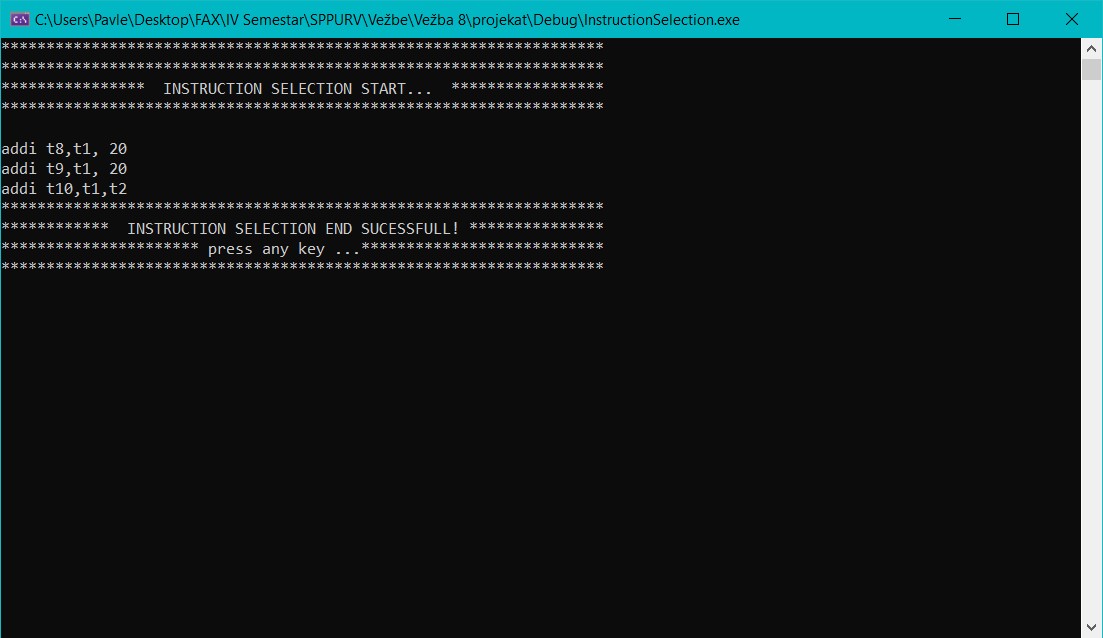 C:\Users\Pavle\Desktop\FAX\IV Semestar\SPPURV\Vežbe\Vežba 8\projekat\Debug\InstructionSelection.exe
*******************************************************************
*******************************************************************
****************  INSTRUCTION SELECTION START...  *****************
*******************************************************************
addi t8,t1, 20
addi t9,t1, 20
addi t10,t1,t2
*******************************************************************
************  INSTRUCTION SELECTION END SUCESSFULL! ***************
********************** press any key ...***************************
*******************************************************************